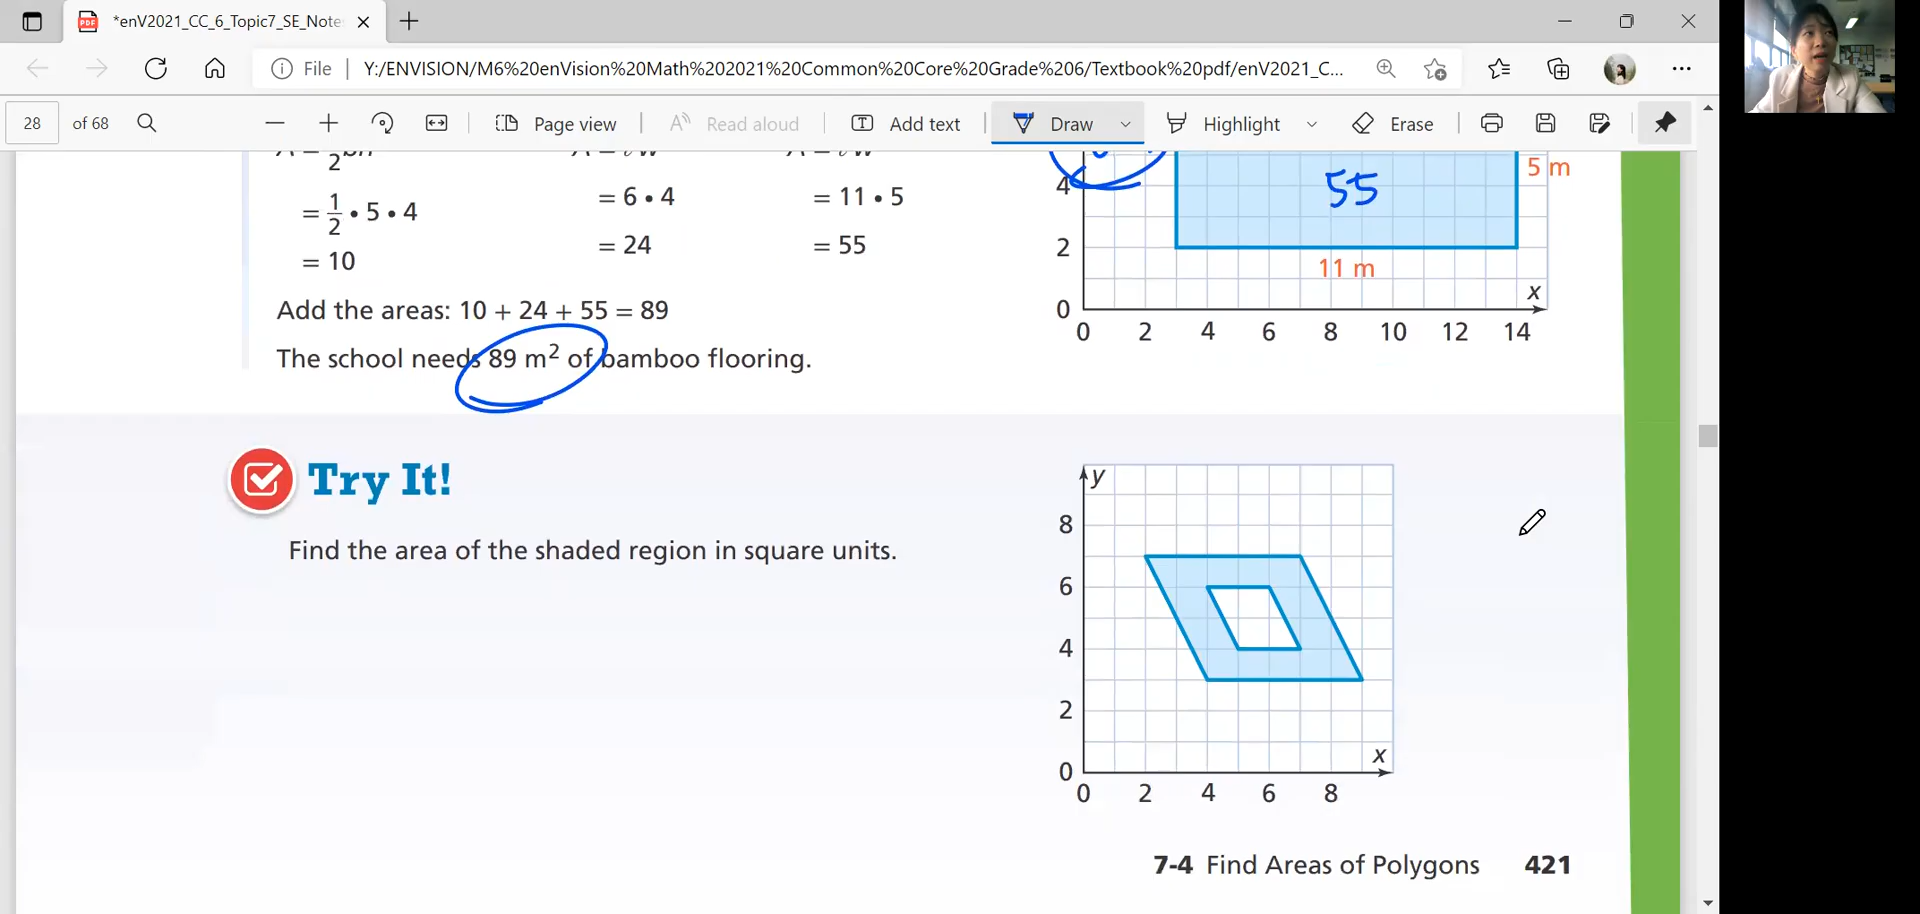 *enV2021_CC_6_Topic7_SE_Note
File
Y:/ENVISION/M6%20enVision%20Math%202021%20Common%20Core%20Grade%206/Textbook%20pdf/enV2021_C...
28 of 68
Page view
Read aloud
Add text
Draw
Highlight
Erase
2
= 1/2 • 5 • 4
= 10
= 6 • 4
= 24
= 11 • 5
= 55
Add the areas: 10 + 24 + 55 = 89
The school needs 89 m² of bamboo flooring.
4
55
5 m
2
11 m
x
0
0 2 4 6 8 10 12 14
Try It!
Find the area of the shaded region in square units.
y
8
6
4
2
0
x
0 2 4 6 8
7-4 Find Areas of Polygons 421